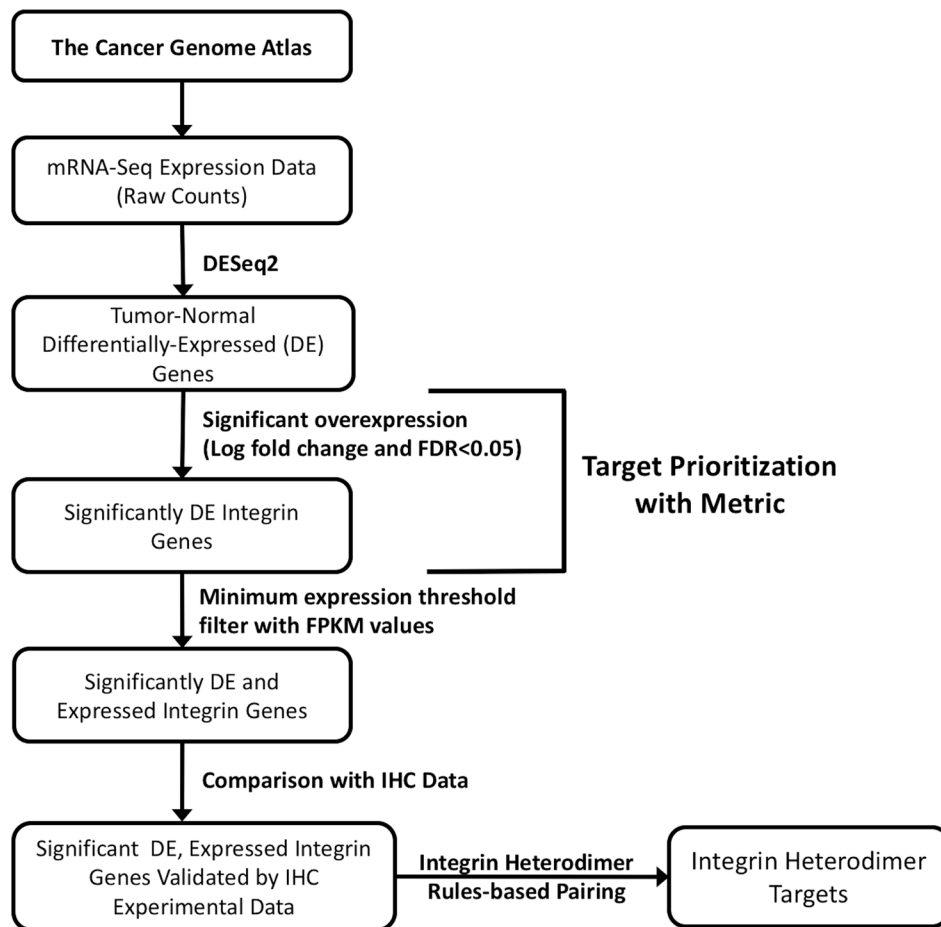 The Cancer Genome Atlas
mRNA-Seq Expression Data
(Raw Counts)
DESeq2
Tumor-Normal
Differentially-Expressed (DE)
Genes
Significant overexpression
(Log fold change and FDR<0.05)
Target Prioritization
with Metric
Significantly DE Integrin
Genes
Minimum expression threshold
filter with FPKM values
Significantly DE and
Expressed Integrin Genes
Comparison with IHC Data
Significant DE, Expressed Integrin
Genes Validated by IHC
Experimental Data
Integrin Heterodimer
Rules-based Pairing
Integrin Heterodimer
Targets